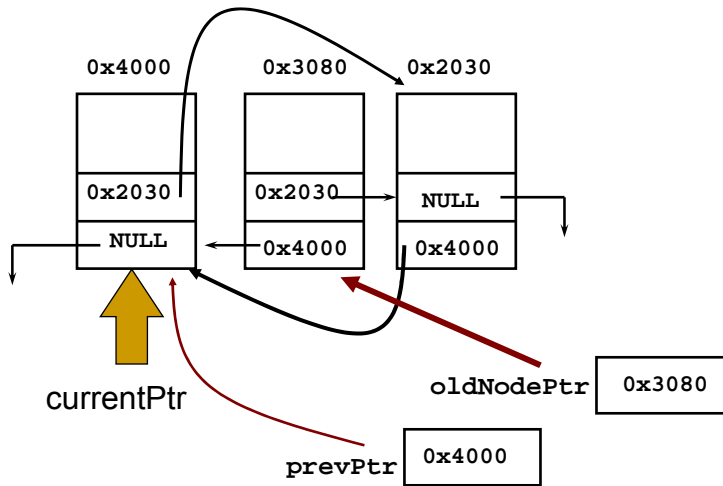 0x4000 0x3080 0x2030
0x2030 0x2030 NULL
NULL 0x4000 0x4000
currentPtr
oldNodePtr 0x3080
prevPtr 0x4000